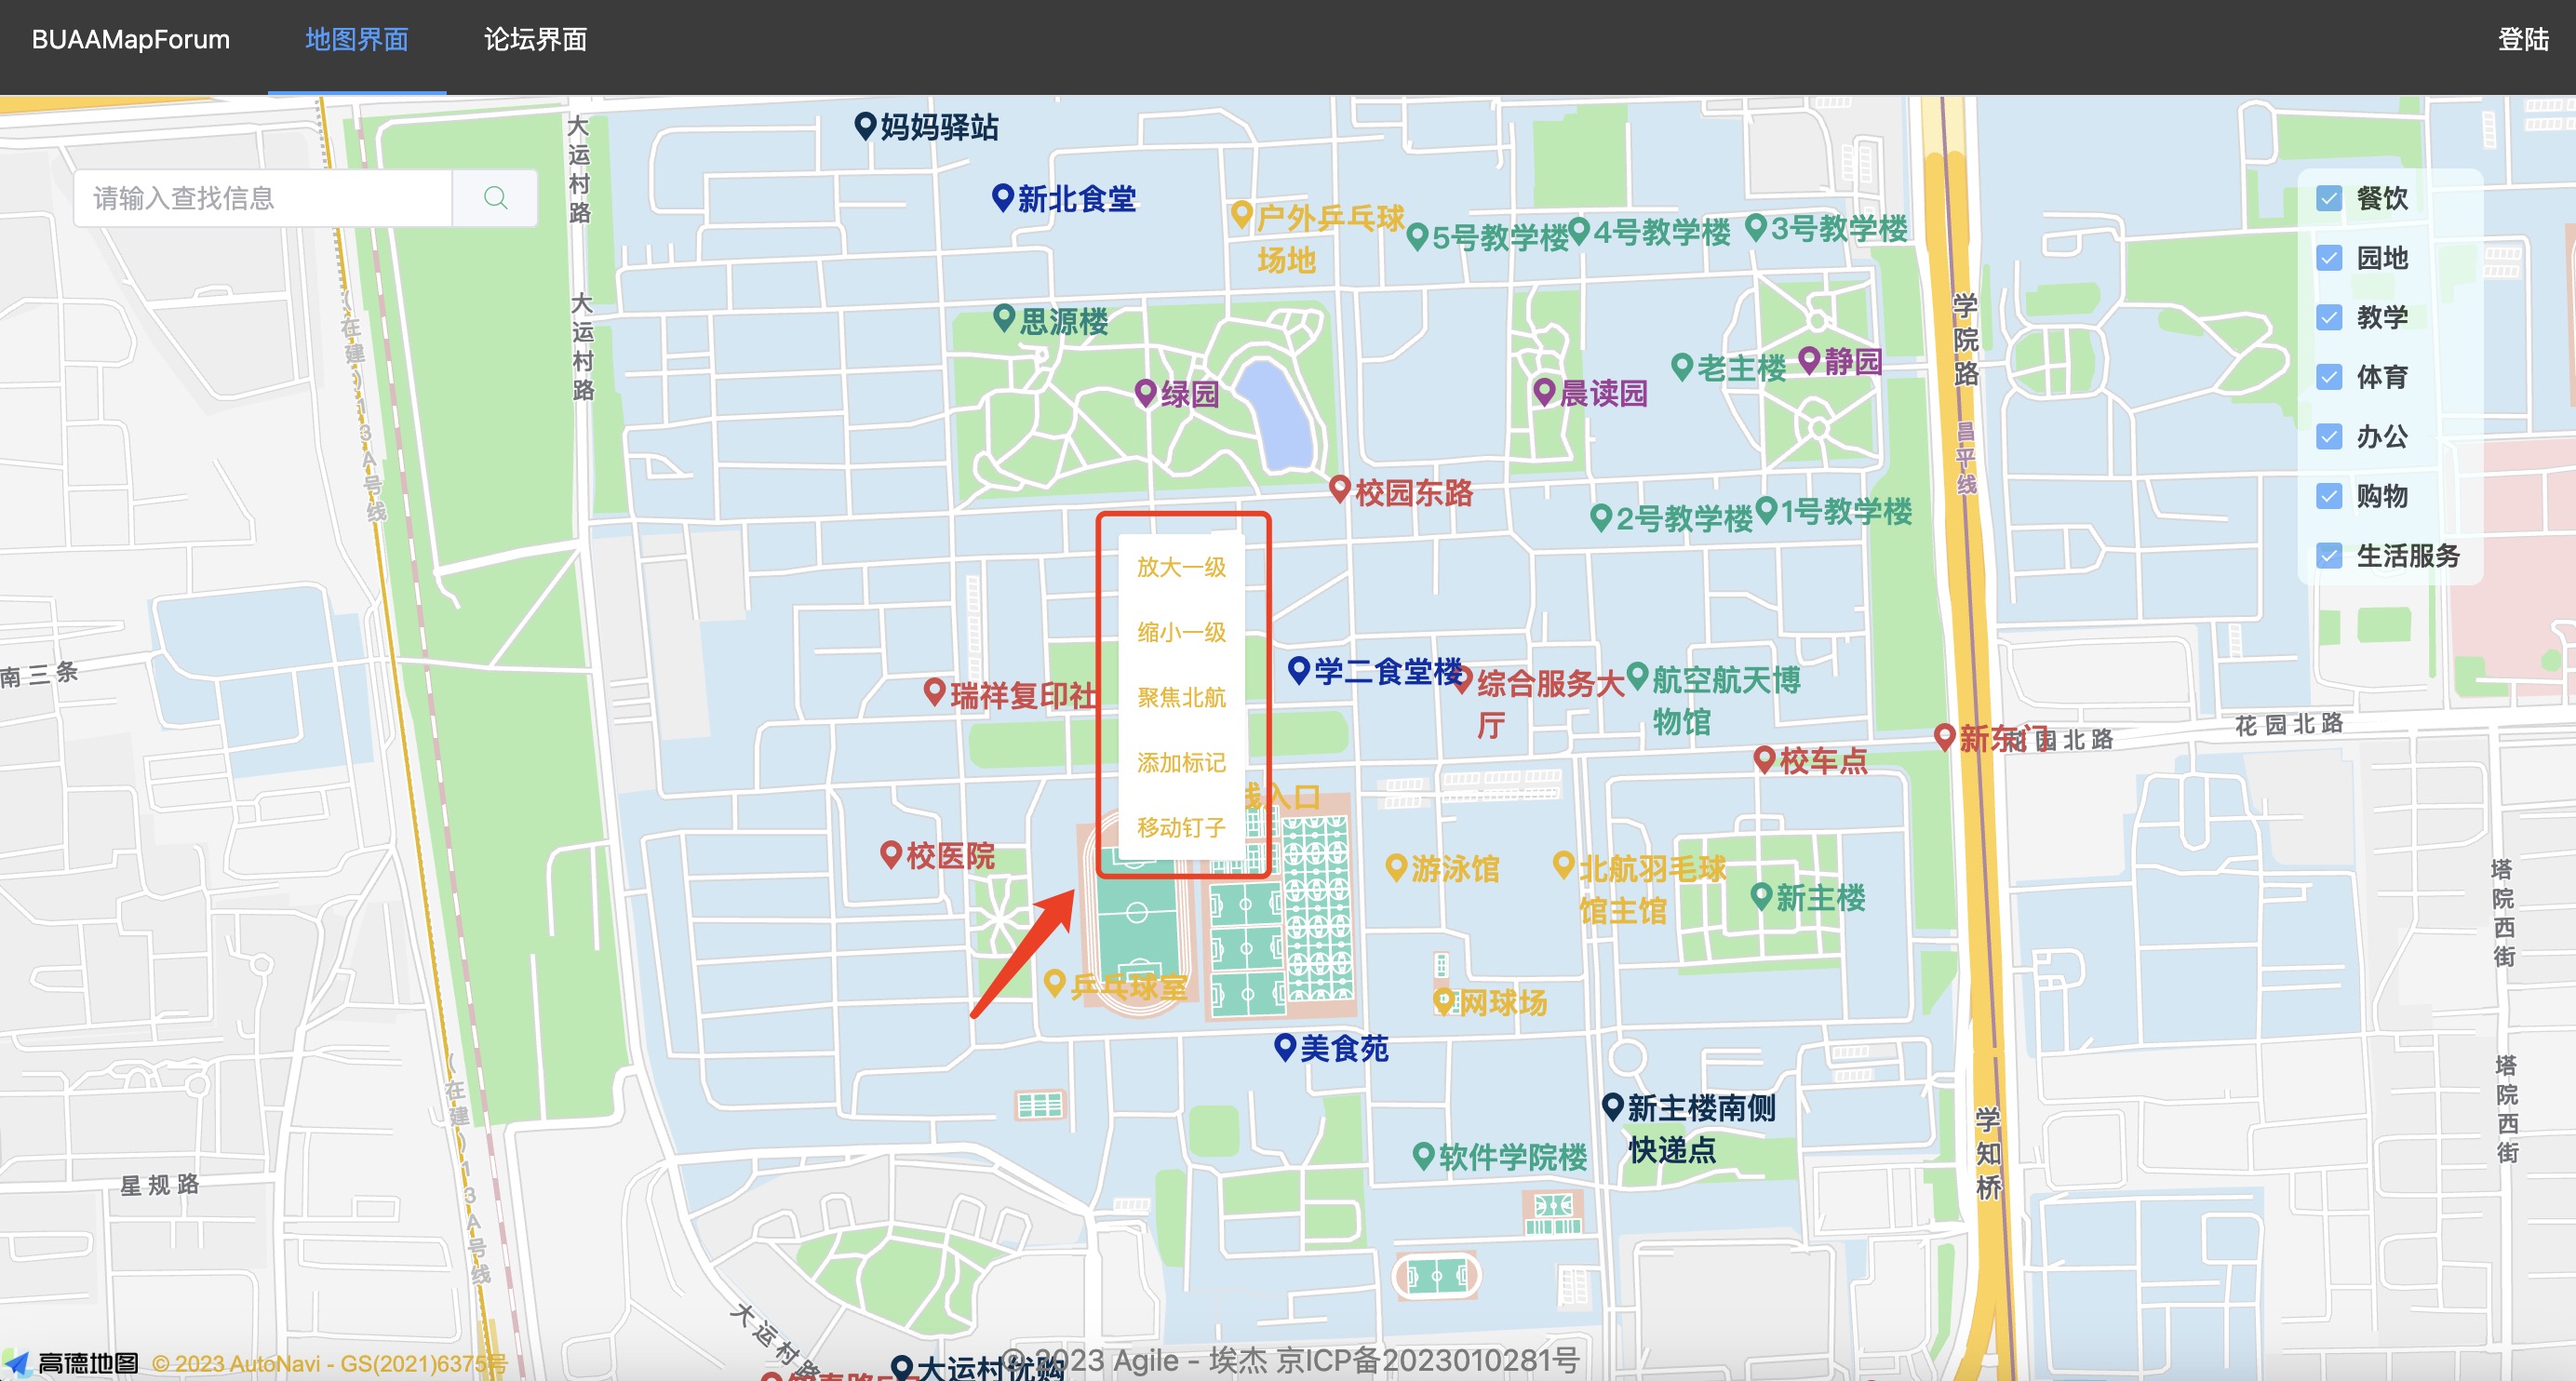 BUAAMapForum
地图界面
论坛界面
登陆
请输入查找信息
大运村路
大运村路
妈妈驿站
新北食堂
户外乒乓球
场地
5号教学楼
4号教学楼
3号教学楼
思源楼
绿园
晨读园
老主楼
静园
学院路
昌平线
餐饮
园地
教学
体育
办公
购物
生活服务
(在建)13A号线
校园东路
2号教学楼
1号教学楼
放大一级
缩小一级
聚焦北航
添加标记
移动钉子
南三条
瑞祥复印社
学二食堂楼
综合服务大
厅
航空航天博
物馆
新东门
园北路
花园北路
校车点
线入口
校医院
游泳馆
北航羽毛球
馆主馆
新主楼
塔院西街
乒乓球室
网球场
美食苑
(在建)13A号线
新主楼南侧
快递点
软件学院楼
学知桥
塔院西街
星规路
大运村路
大运村优购
高德地图
© 2023 AutoNavi - GS(2021)6375号
© 2023 Agile - 埃杰 京ICP备2023010281号